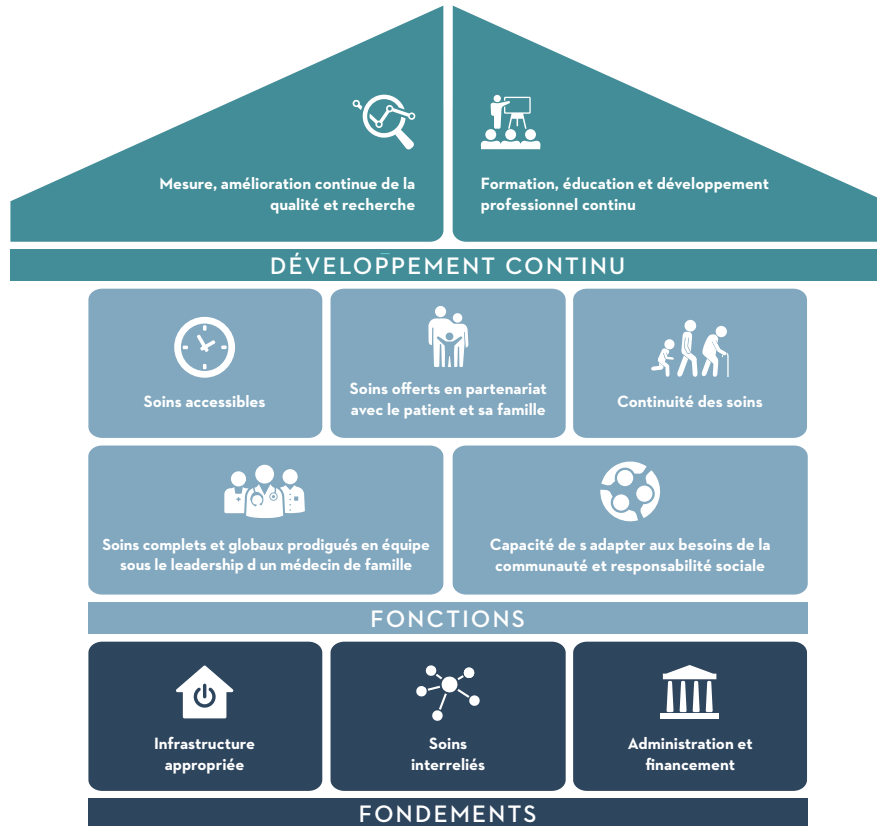 Mesure, amélioration continue de la
qualité et recherche
Formation, éducation et développement
professionnel continu
DÉVELOPPEMENT CONTINU
Soins accessibles
Soins offerts en partenariat
avec le patient et sa famille
Continuité des soins
Soins complets et globaux prodigués en équipe
sous le leadership d un médecin de famille
Capacité de s adapter aux besoins de la
communauté et responsabilité sociale
FONCTIONS
Infrastructure
appropriée
Soins
interreliés
Administration et
financement
FONDEMENTS